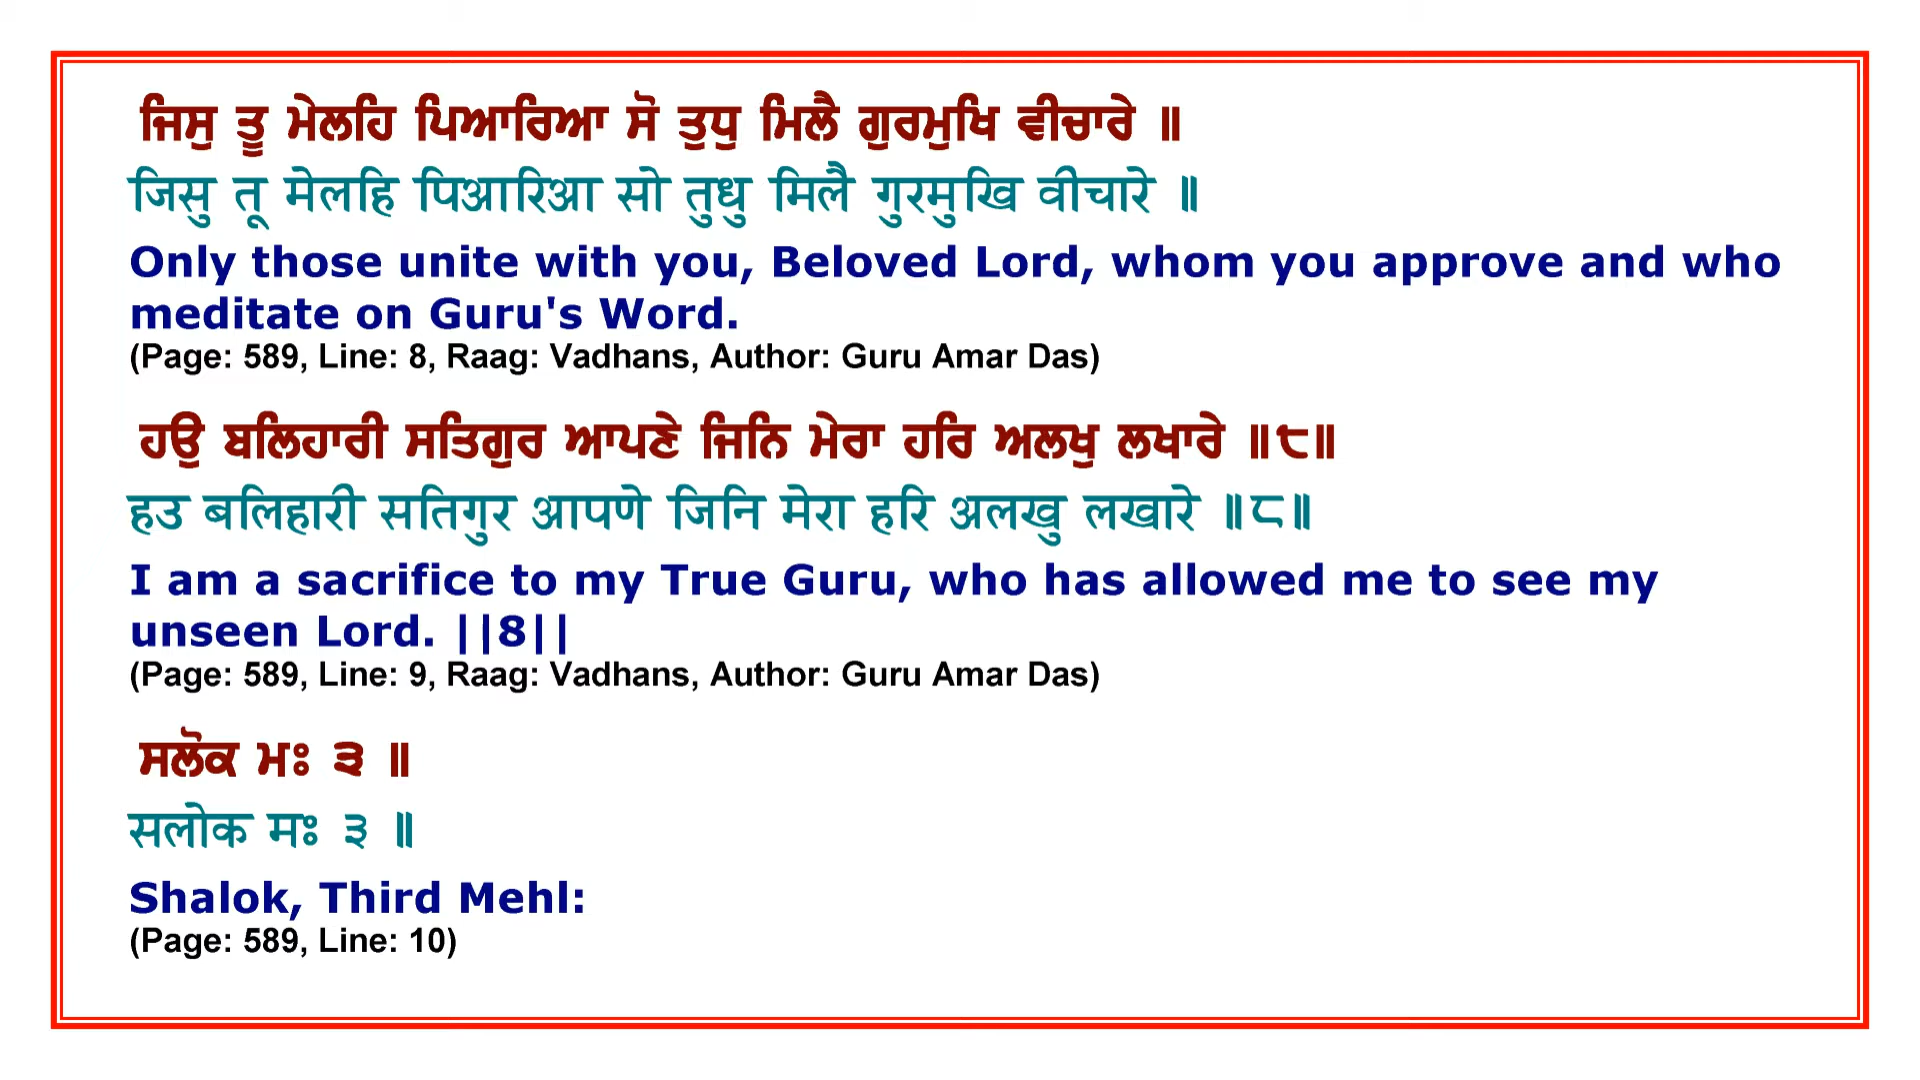 ਜਿਸੁ ਤੂ ਮੇਲਹਿ ਪਿਆਰਿਆ ਸੋ ਤੁਧੁ ਮਿਲੈ ਗੁਰਮੁਖਿ ਵੀਚਾਰੇ ॥
जिसु तू मेलहि पिआरिआ सो तुधु मिलै गुरमुखि वीचारे ॥
Only those unite with you, Beloved Lord, whom you approve and who
meditate on Guru's Word.
(Page: 589, Line: 8, Raag: Vadhans, Author: Guru Amar Das)
ਹਉ ਬਲਿਹਾਰੀ ਸਤਿਗੁਰ ਆਪਣੇ ਜਿਨਿ ਮੇਰਾ ਹਰਿ ਅਲਖੁ ਲਖਾਰੇ ॥੮॥
हउ बलिहारी सतिगुर आपणे जिनि मेरा हरि अलखु लखारे ॥८॥
I am a sacrifice to my True Guru, who has allowed me to see my
unseen Lord. ||8||
(Page: 589, Line: 9, Raag: Vadhans, Author: Guru Amar Das)
ਸਲੋਕ ਮਃ ੩ ॥
सलोक मः ३ ॥
Shalok, Third Mehl:
(Page: 589, Line: 10)